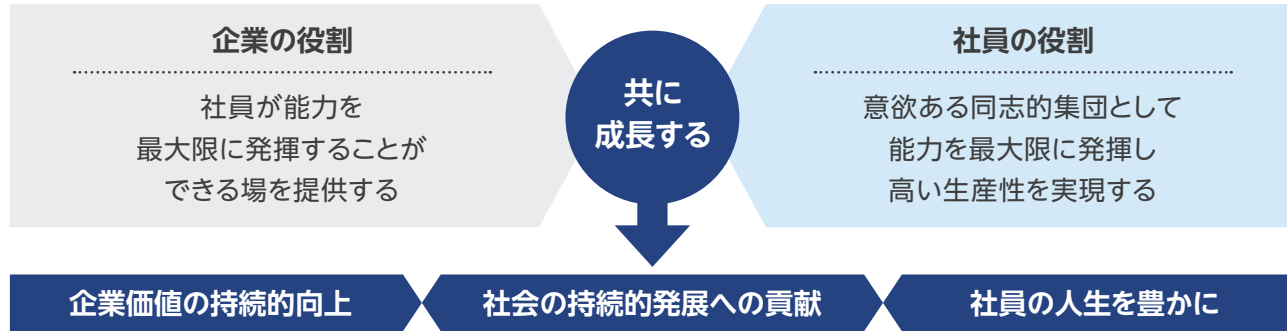 企業の役割
社員が能力を
最大限に発揮することが
できる場を提供する
共に
成長する
社員の役割
意欲ある同志的集団として
能力を最大限に発揮し
高い生産性を実現する
企業価値の持続的向上
社会の持続的発展への貢献
社員の人生を豊かに